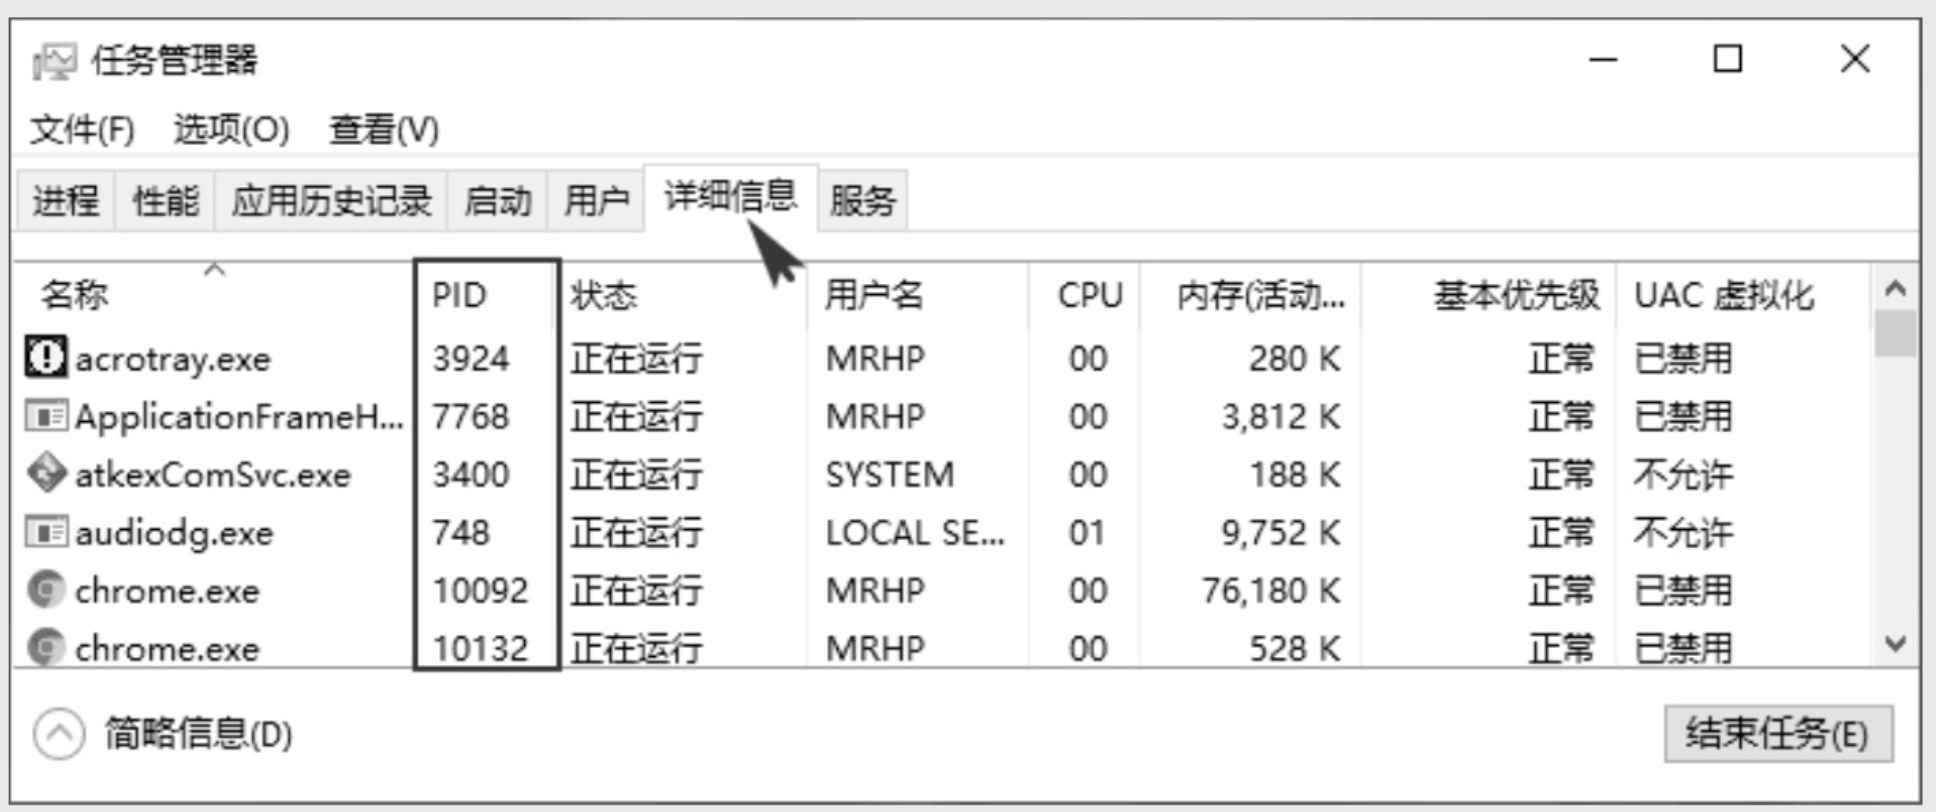 任务管理器
文件(F) 选项(O) 查看(V)
进程 性能 应用历史记录 启动 用户 详细信息 服务
名称 PID 状态 用户名 CPU 内存(活动... 基本优先级 UAC 虚拟化
acrotray.exe 3924 正在运行 MRHP 00 280 K 正常 已禁用
ApplicationFrameH... 7768 正在运行 MRHP 00 3,812 K 正常 已禁用
atkexComSvc.exe 3400 正在运行 SYSTEM 00 188 K 正常 不允许
audiodg.exe 748 正在运行 LOCAL SE... 01 9,752 K 正常 不允许
chrome.exe 10092 正在运行 MRHP 00 76,180 K 正常 已禁用
chrome.exe 10132 正在运行 MRHP 00 528 K 正常 已禁用
简略信息(D) 结束任务(E)